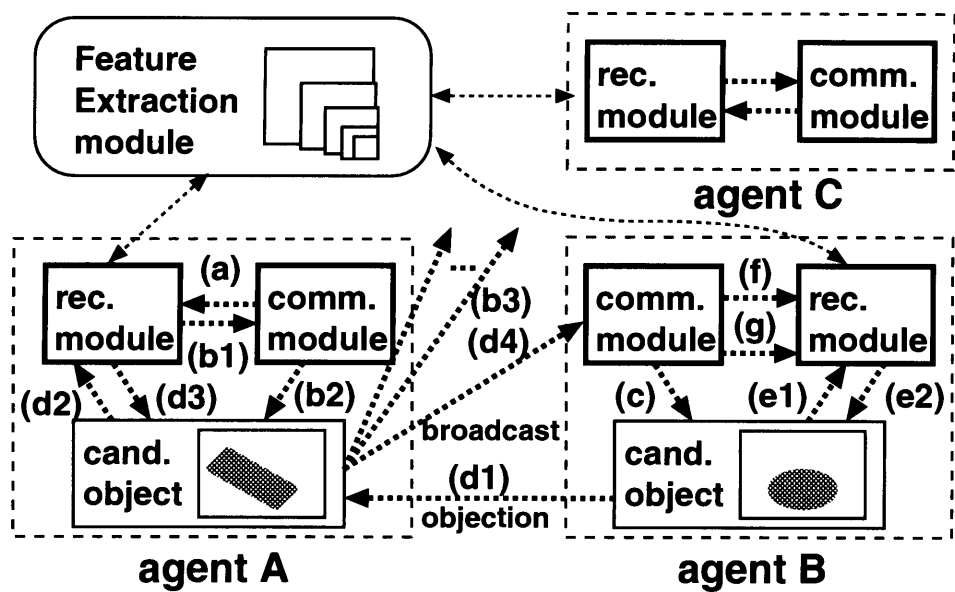 Feature
Extraction
module
rec.
module
comm.
module
agent C
rec.
module
(a)
(b1)
comm.
module
(d2)
(d3)
(b2)
cand.
object
agent A
...
(b3)
(d4)
broadcast
(d1)
objection
comm.
module
(f)
(g)
rec.
module
(c)
(e1)
(e2)
cand.
object
agent B